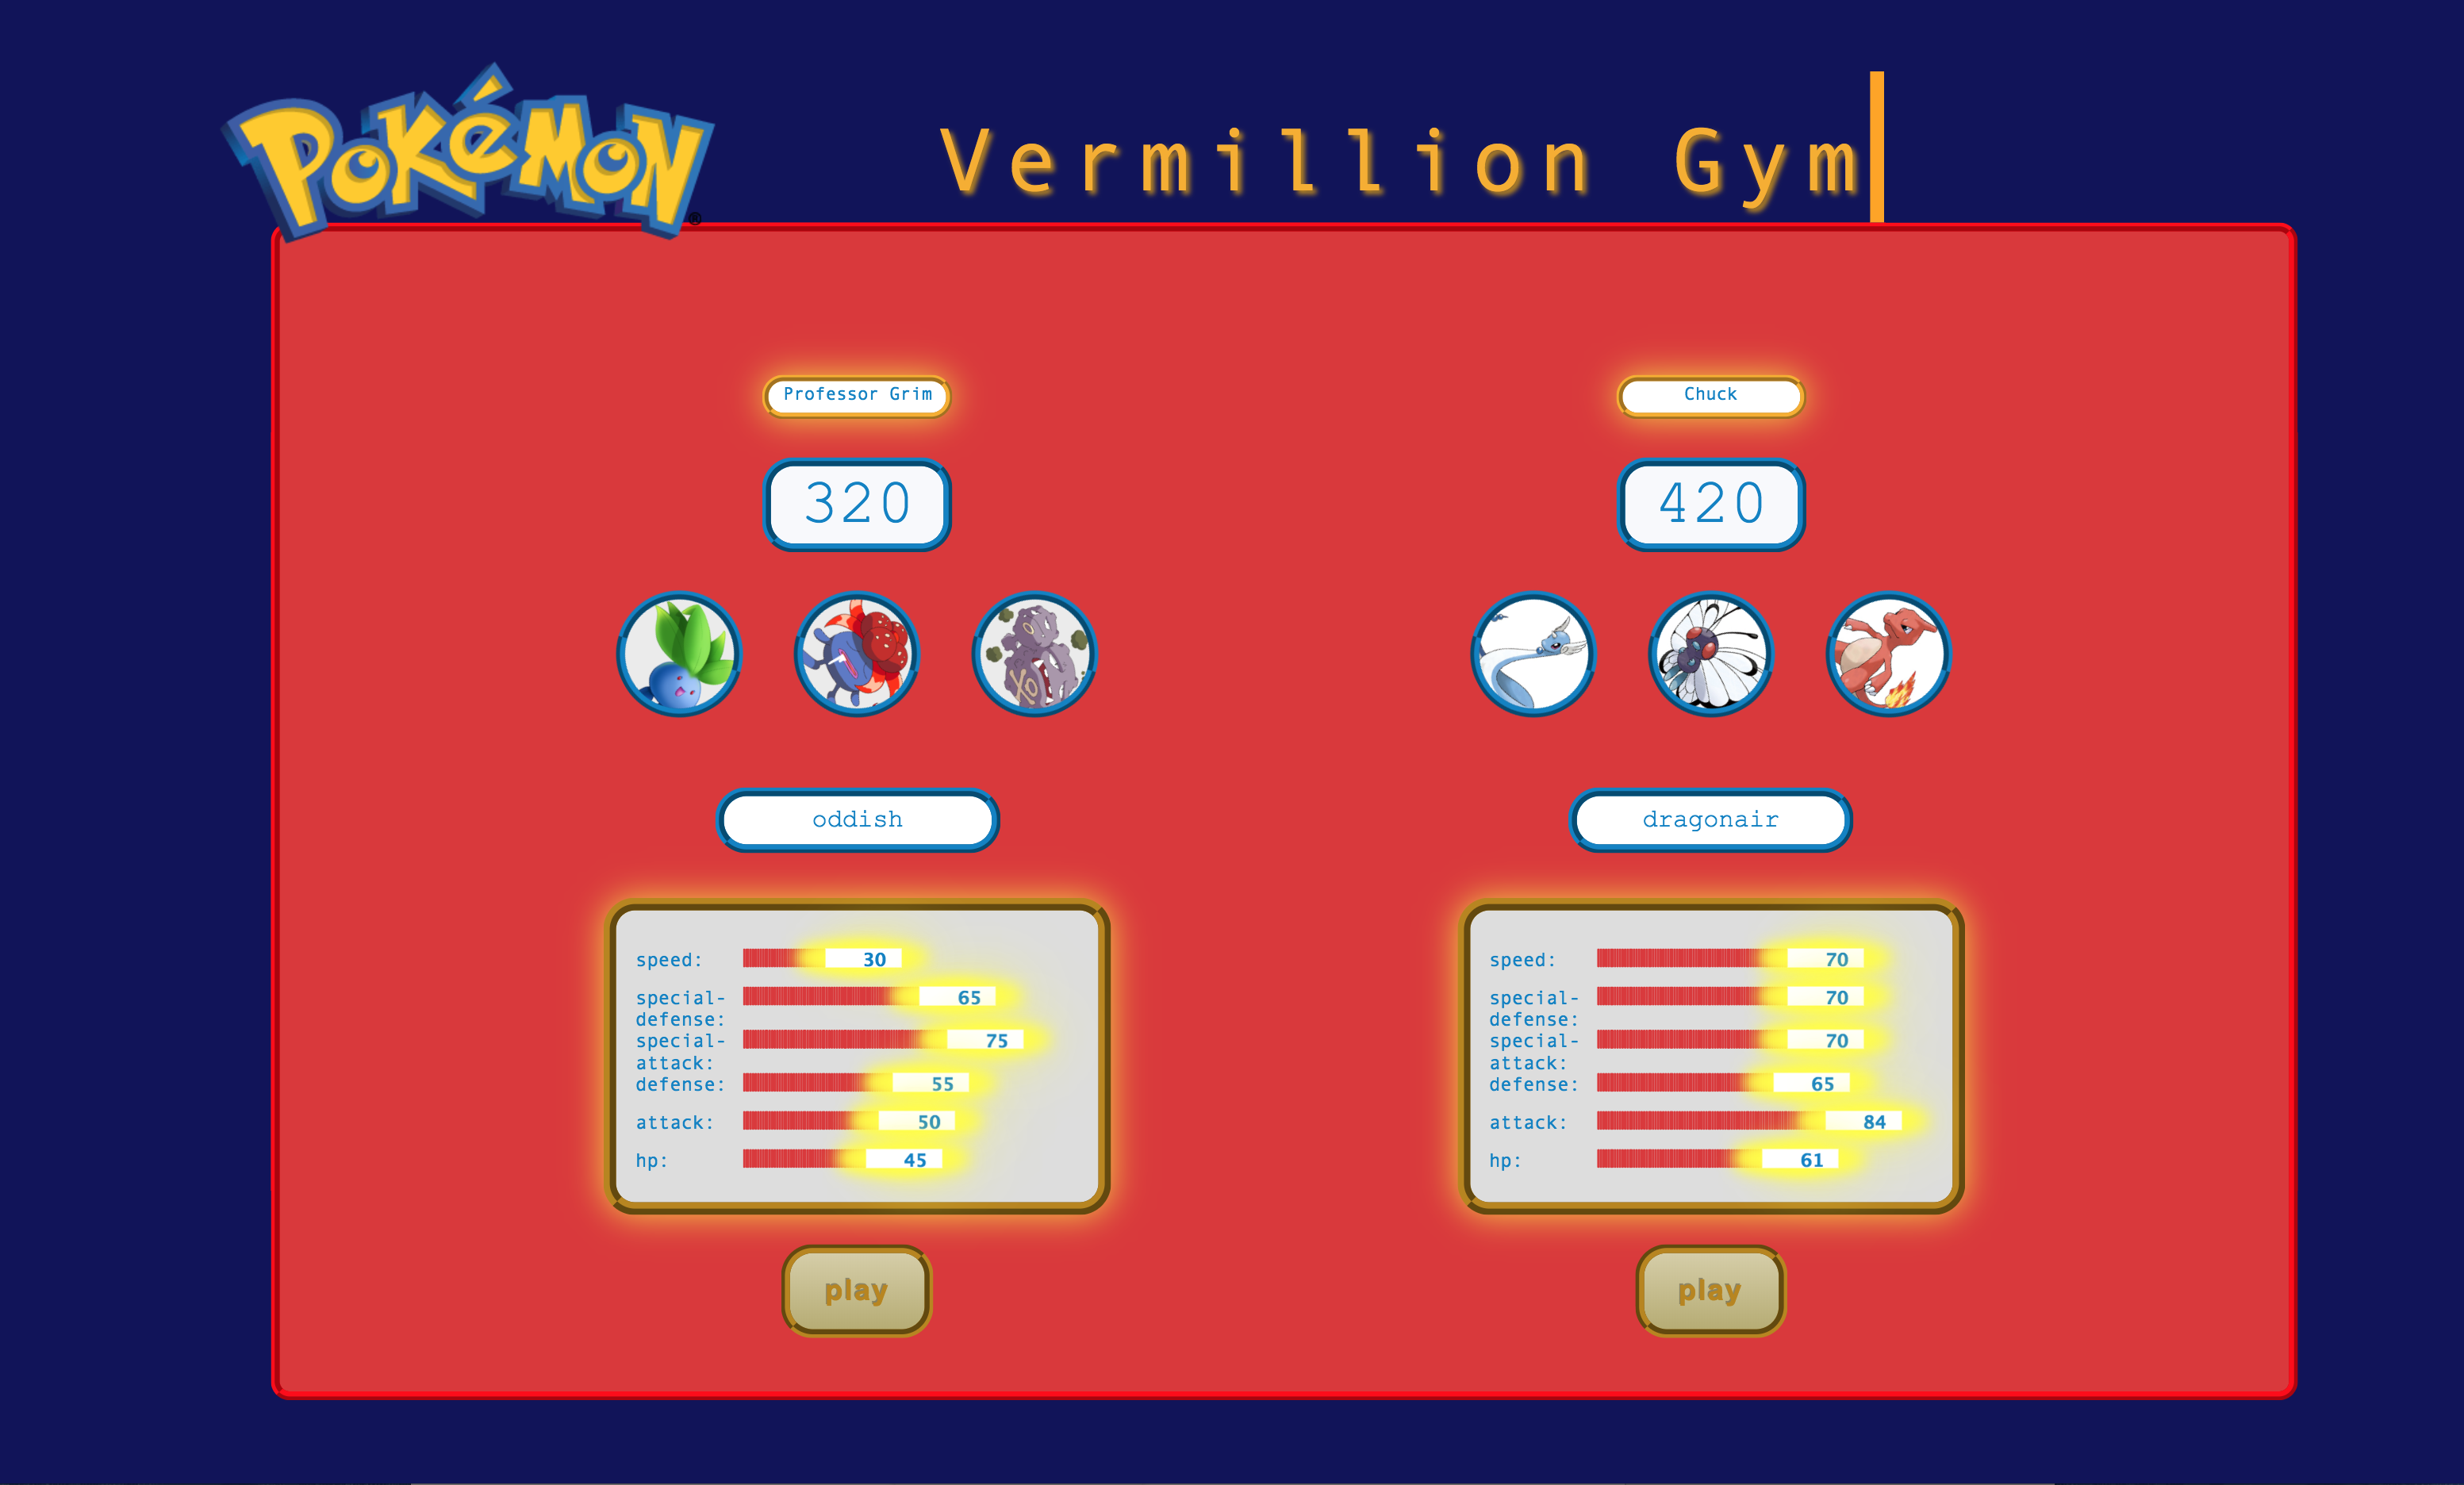 POKéMON®
Vermillion Gym
Professor Grim
320
oddish
speed: 30
special- 65
defense:
special- 75
attack:
defense: 55
attack: 50
hp: 45
play
Chuck
420
dragonair
speed: 70
special- 70
defense:
special- 70
attack:
defense: 65
attack: 84
hp: 61
play